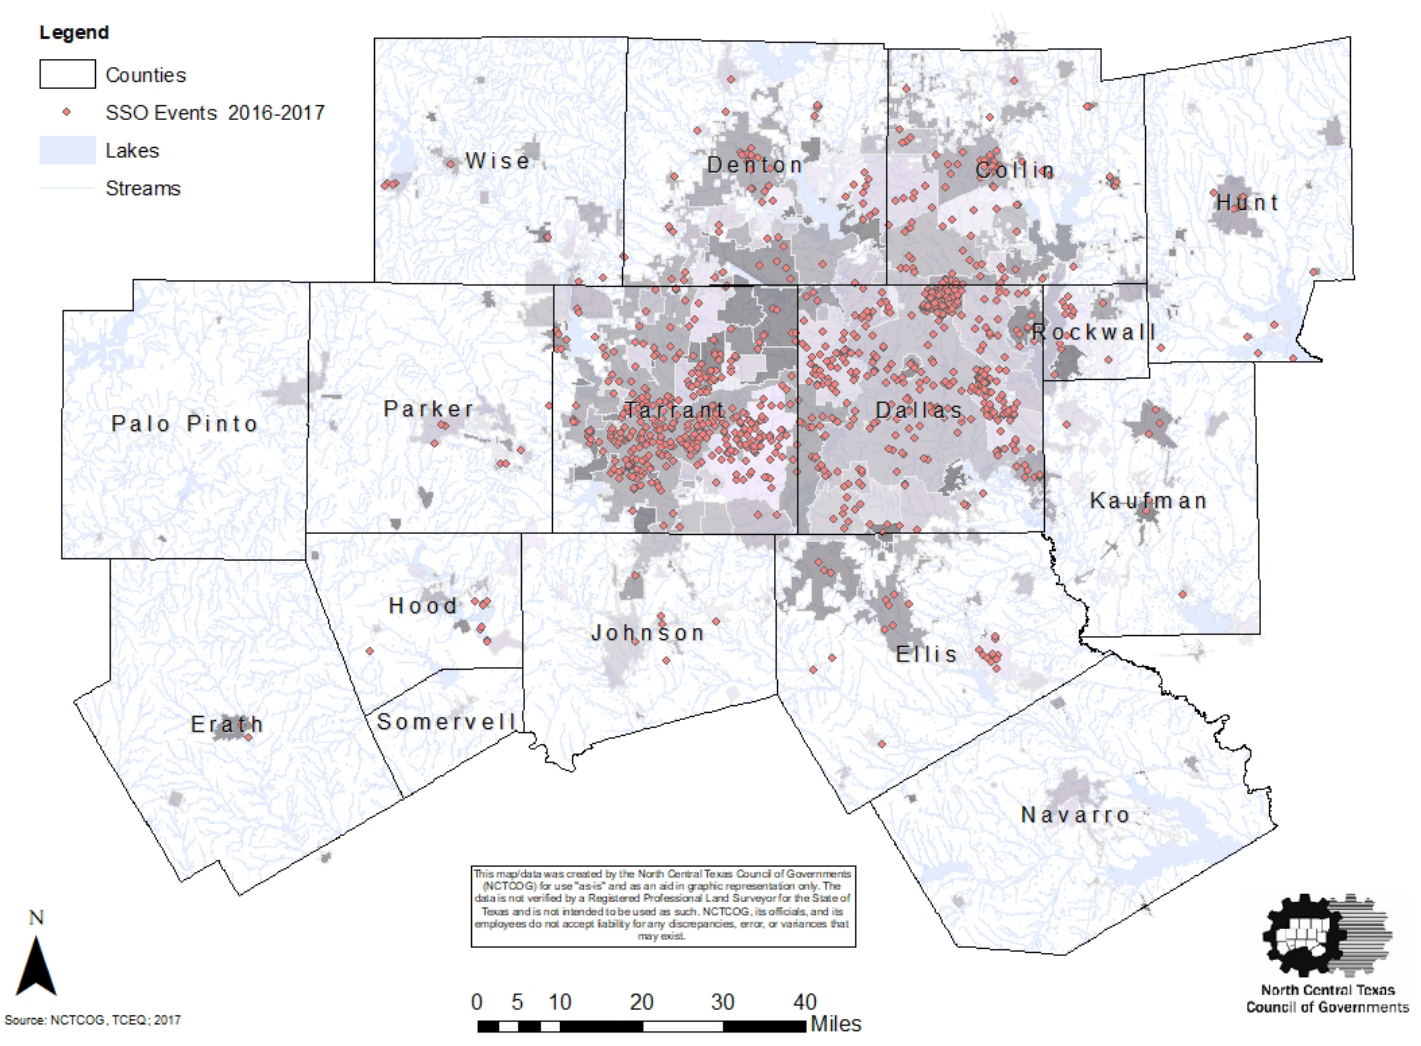 Legend
Counties
SSO Events 2016-2017
Lakes
Streams
Wise
Denton
Collin
Hunt
Palo Pinto
Parker
Tarrant
Dallas
Rockwall
Kaufman
Hood
Johnson
Ellis
Erath
Somervell
Navarro
This map/data was created by the North Central Texas Council of Governments
(NCTCOG) for use "as-is" and as an aid in graphic representation only. The
data is not verified by a Registered Professional Land Surveyor for the State of
Texas and is not intended to be used as such. NCTCOG, its officials, and its
employees do not accept liability for any discrepancies, error, or variances that
may exist.
N
Source: NCTCOG, TCEQ; 2017
0 5 10 20 30 40
Miles
North Central Texas
Council of Governments